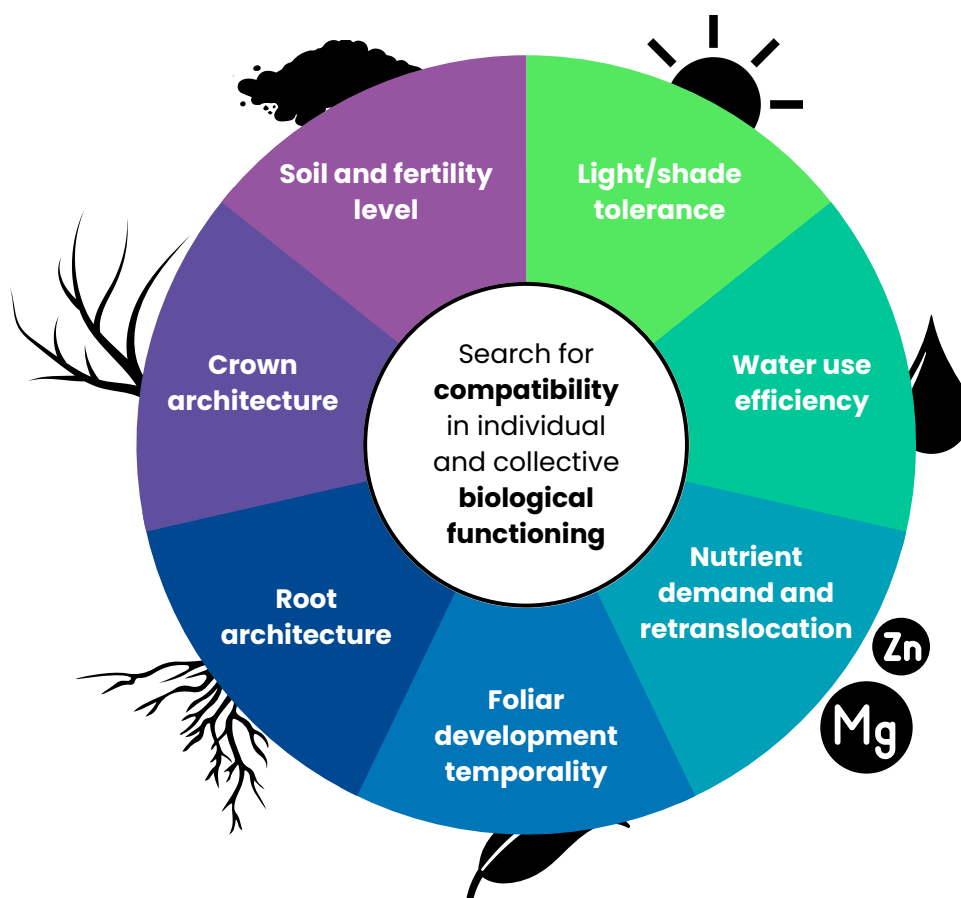 Soil and fertility
level
Light/shade
tolerance
Crown
architecture
Search for
compatibility
in individual
and collective
biological
functioning
Water use
efficiency
Nutrient
demand and
retranslocation
Zn
Mg
Root
architecture
Foliar
development
temporality